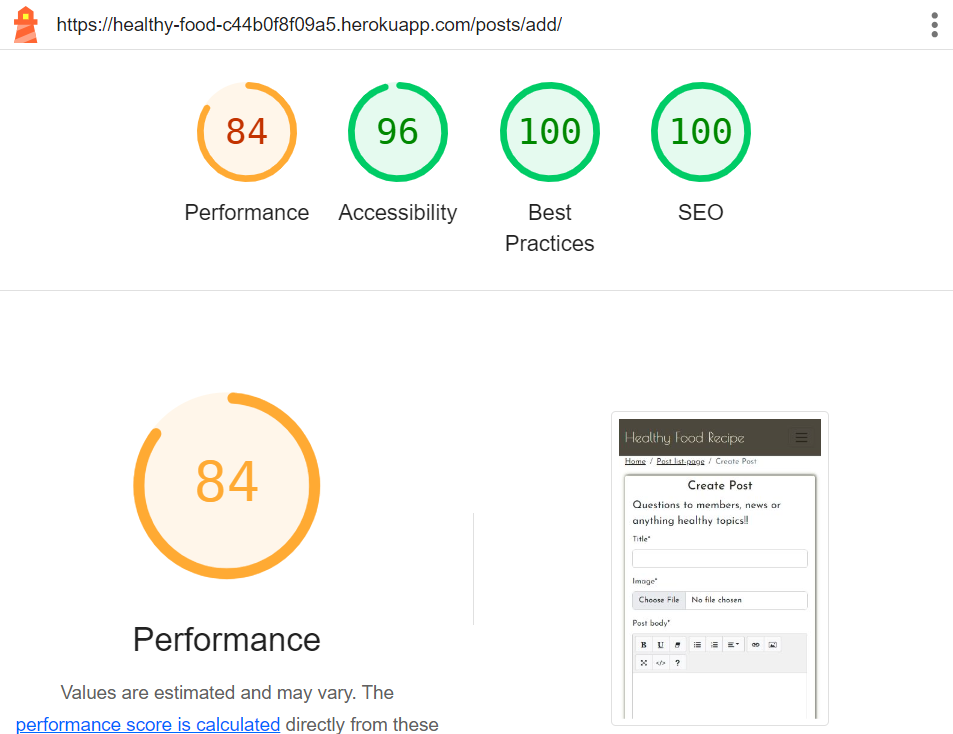 https://healthy-food-c44b0f8f09a5.herokuapp.com/posts/add/
84
96
100
100
Performance
Accessibility
Best
Practices
SEO
84
Performance
Values are estimated and may vary. The
performance score is calculated directly from these
Healthy Food Recipe
Home / Post list-page / Create Post
Create Post
Questions to members, news or
anything healthy topics!!
Title*
Image*
Choose File No file chosen
Post body*
B U
</> ?